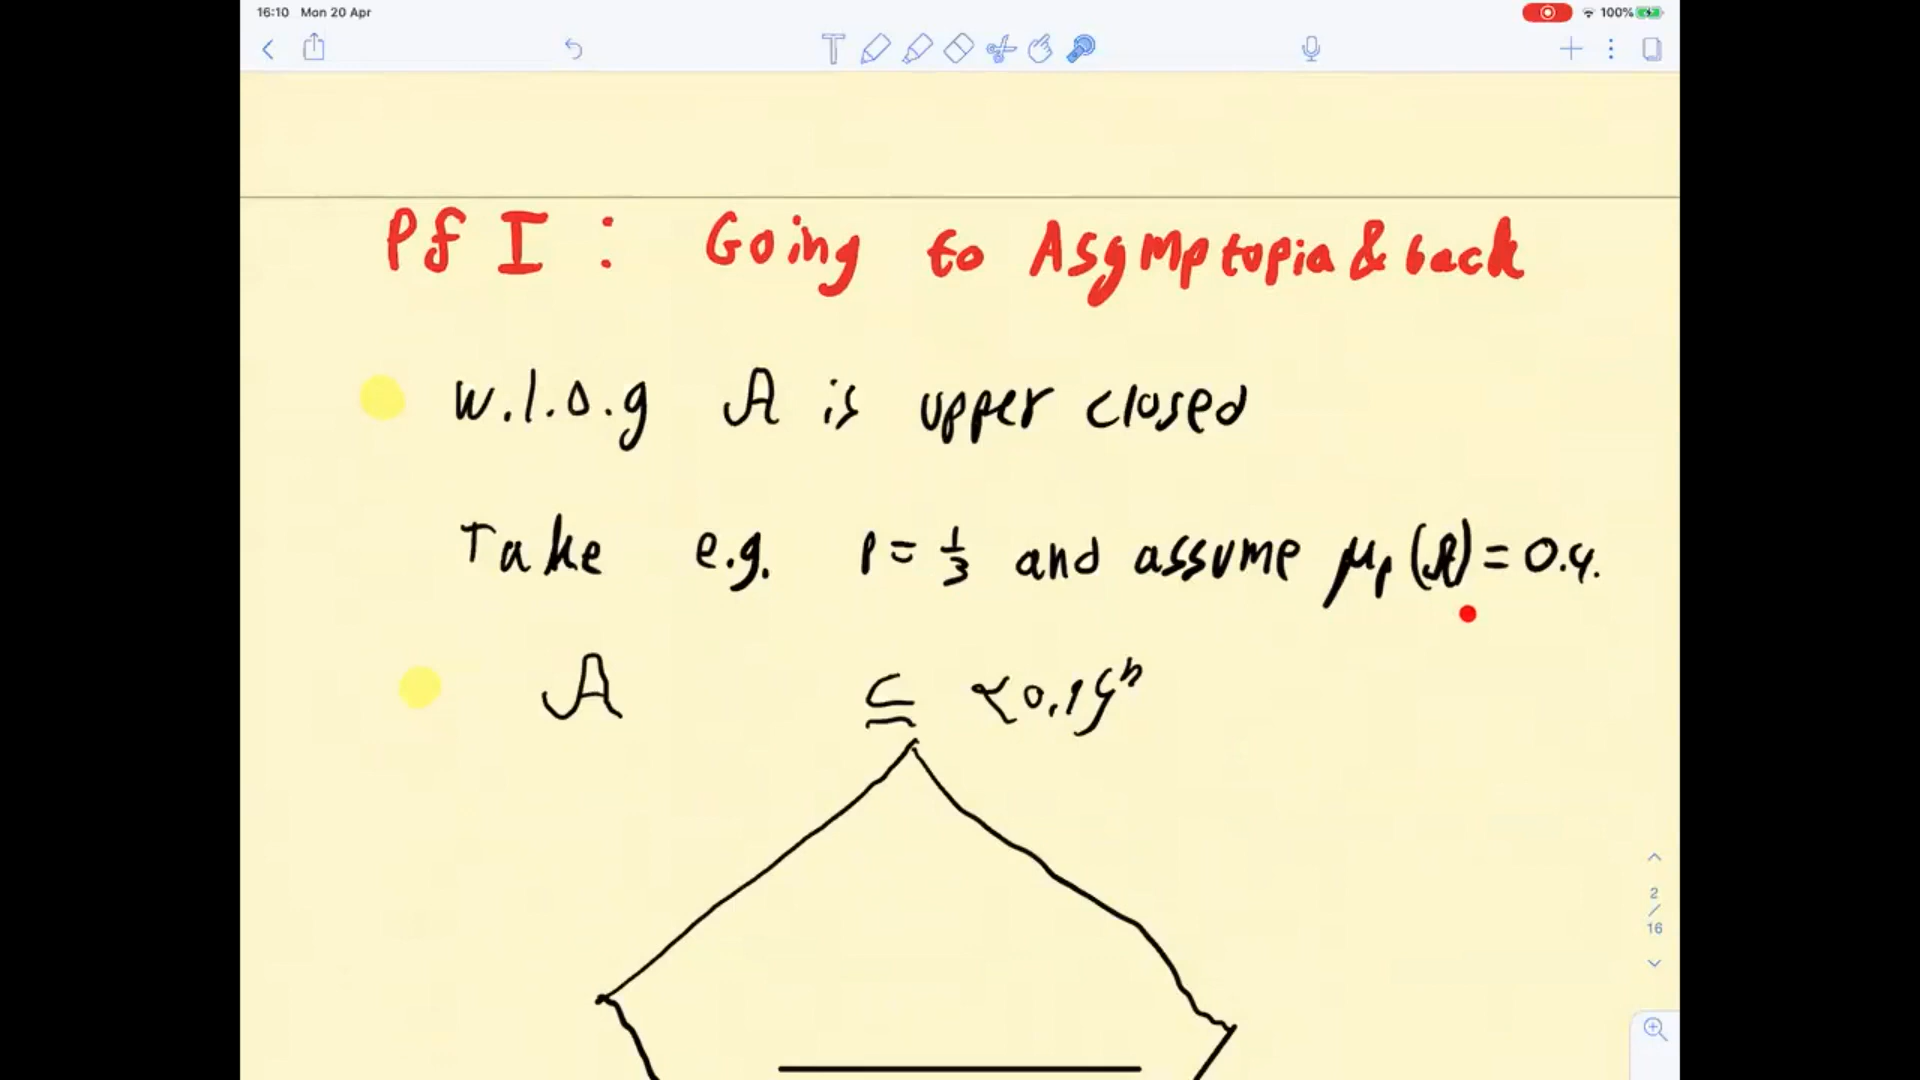 16:10 Mon 20 Apr
100%
Pf I : Going to Asymptopia & back
w.l.o.g 𝒜 is upper closed
Take e.g. p = 1/3 and assume μp(𝒜) = 0.4.
𝒜 ⊆ {0,1}ⁿ
2
/
16